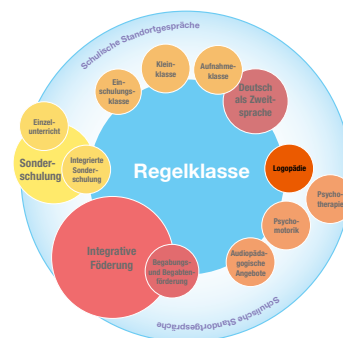 Schulische Standortgespräche
Klein-
klasse
Aufnahme-
klasse
Ein-
schulungs-
klasse
Deutsch
als Zweit-
sprache
Einzel-
unterricht
Sonder-
schulung
Integrierte
Sonder-
schulung
Regelklasse
Logopädie
Psycho-
therapie
Psycho-
motorik
Integrative
Föderung
Begabungs-
und Begabten-
förderung
Audiopäda-
gogische
Angebote
Schulische Standortgespräche